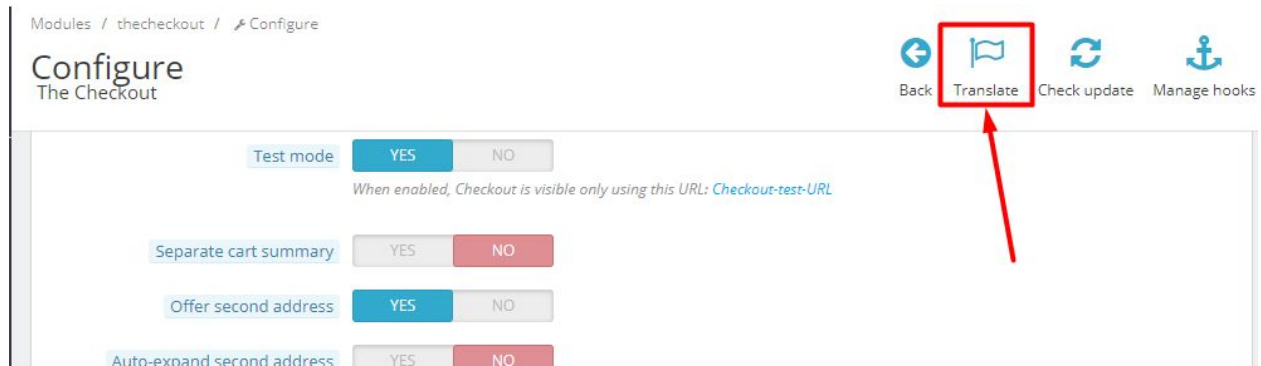 Modules / thecheckout / Configure
Configure
The Checkout
Back Translate Check update Manage hooks
Test mode YES NO
When enabled, Checkout is visible only using this URL: Checkout-test-URL
Separate cart summary YES NO
Offer second address YES NO
Auto-expand second address YES NO